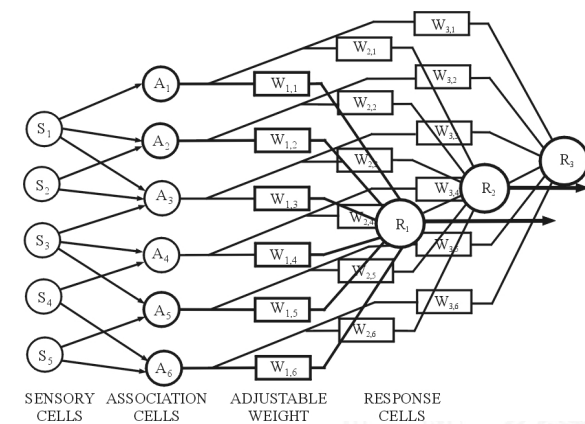 W3,1
W2,1
A1
W1,1
W3,2
W2,2
S1
A2
W1,2
W3,3
W2,3
R3
S2
A3
W1,3
W3,4
R2
W2,4
R1
S3
A4
W1,4
W2,5
S4
A5
W1,5
W3,6
W2,6
S5
A6
W1,6
SENSORY ASSOCIATION ADJUSTABLE RESPONSE
CELLS CELLS WEIGHT CELLS